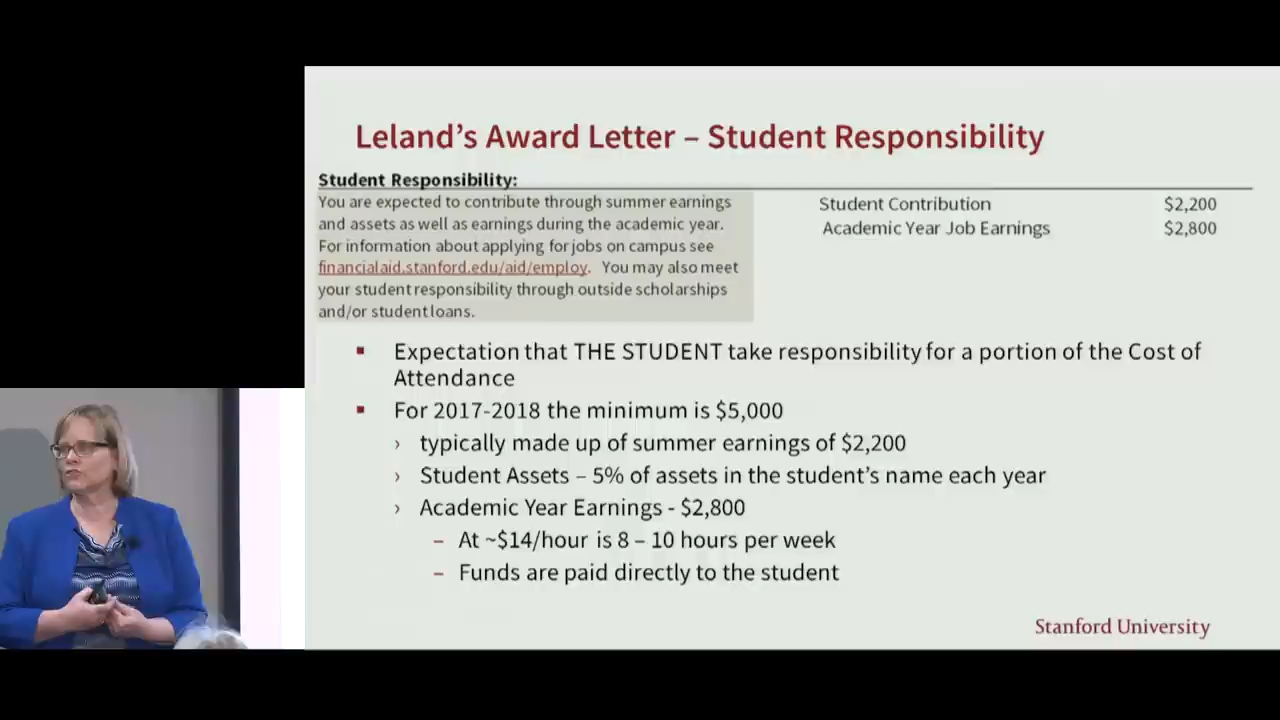 Leland's Award Letter – Student Responsibility
Student Responsibility:
You are expected to contribute through summer earnings
and assets as well as earnings during the academic year.
For information about applying for jobs on campus see
financialaid.stanford.edu/aid/employ. You may also meet
your student responsibility through outside scholarships
and/or student loans.
Student Contribution $2,200
Academic Year Job Earnings $2,800
▪ Expectation that THE STUDENT take responsibility for a portion of the Cost of
Attendance
▪ For 2017-2018 the minimum is $5,000
› typically made up of summer earnings of $2,200
› Student Assets – 5% of assets in the student's name each year
› Academic Year Earnings - $2,800
– At ~$14/hour is 8 – 10 hours per week
– Funds are paid directly to the student
Stanford University